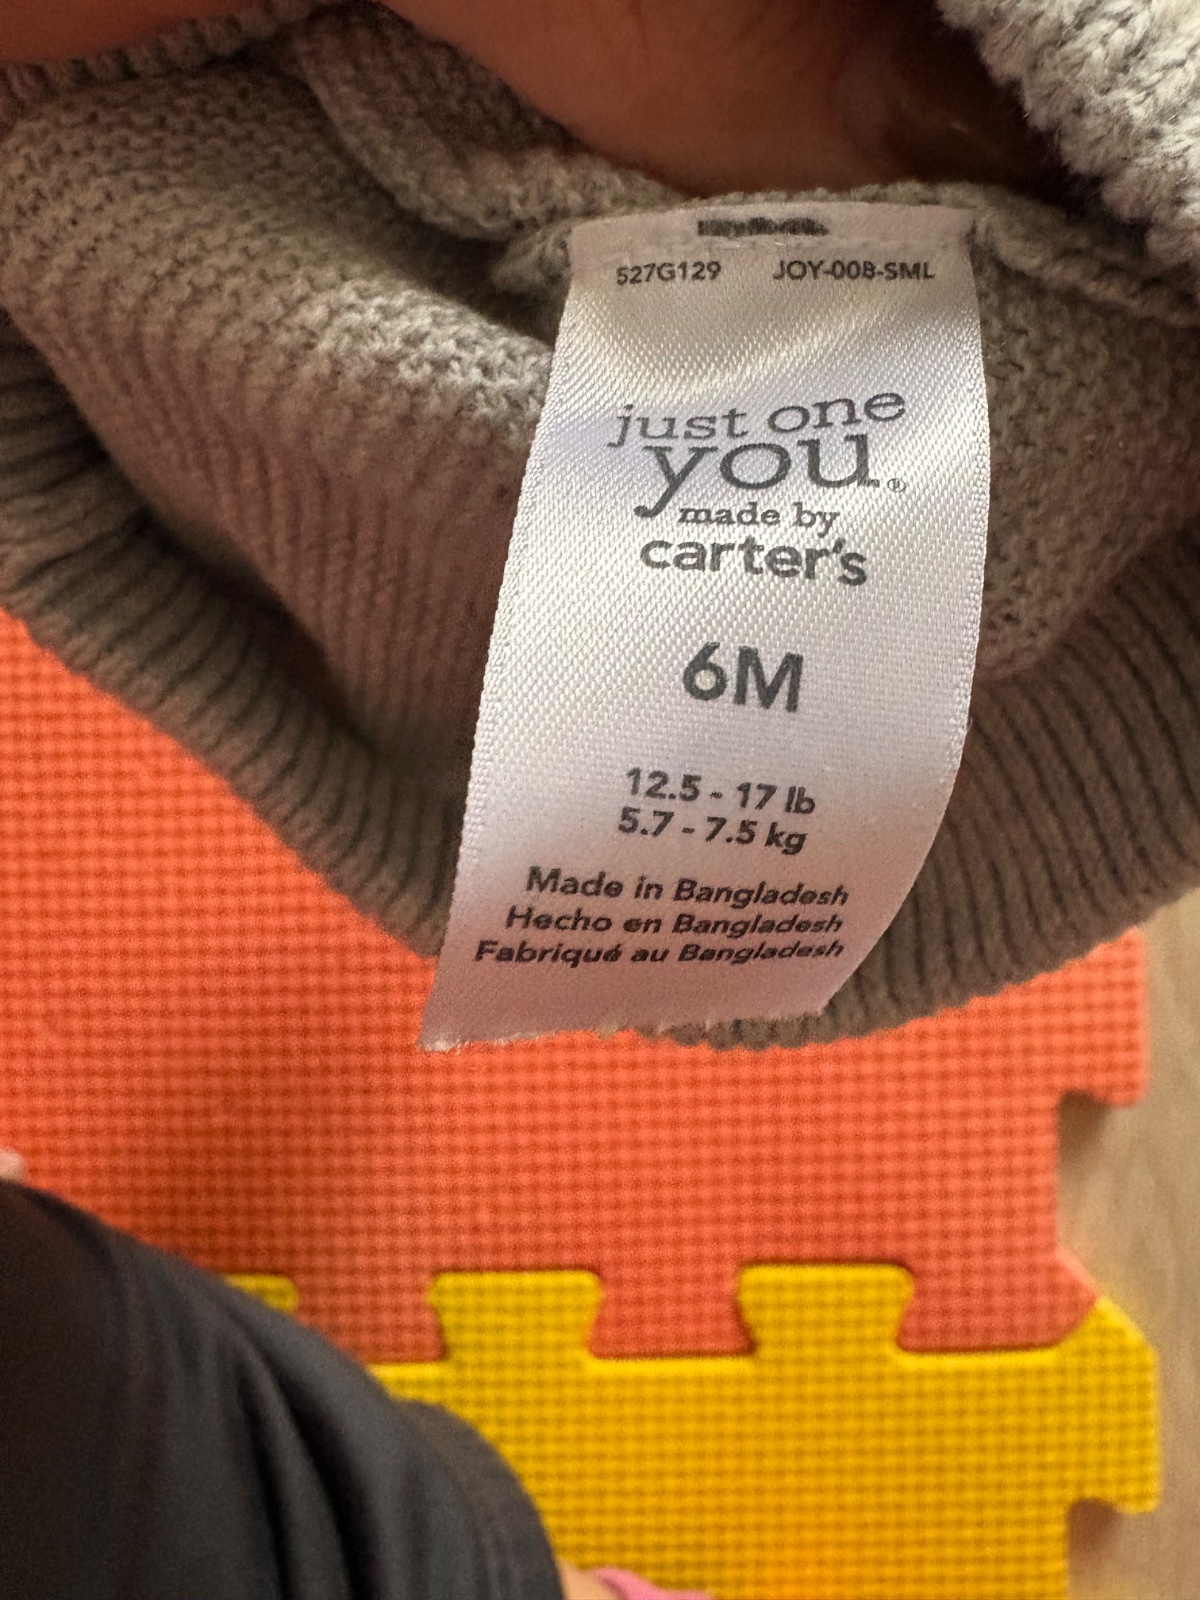 527G129 JOY-008-SML
just one
you®
made by
carter's
6M
12.5 - 17 lb
5.7 - 7.5 kg
Made in Bangladesh
Hecho en Bangladesh
Fabriqué au Bangladesh